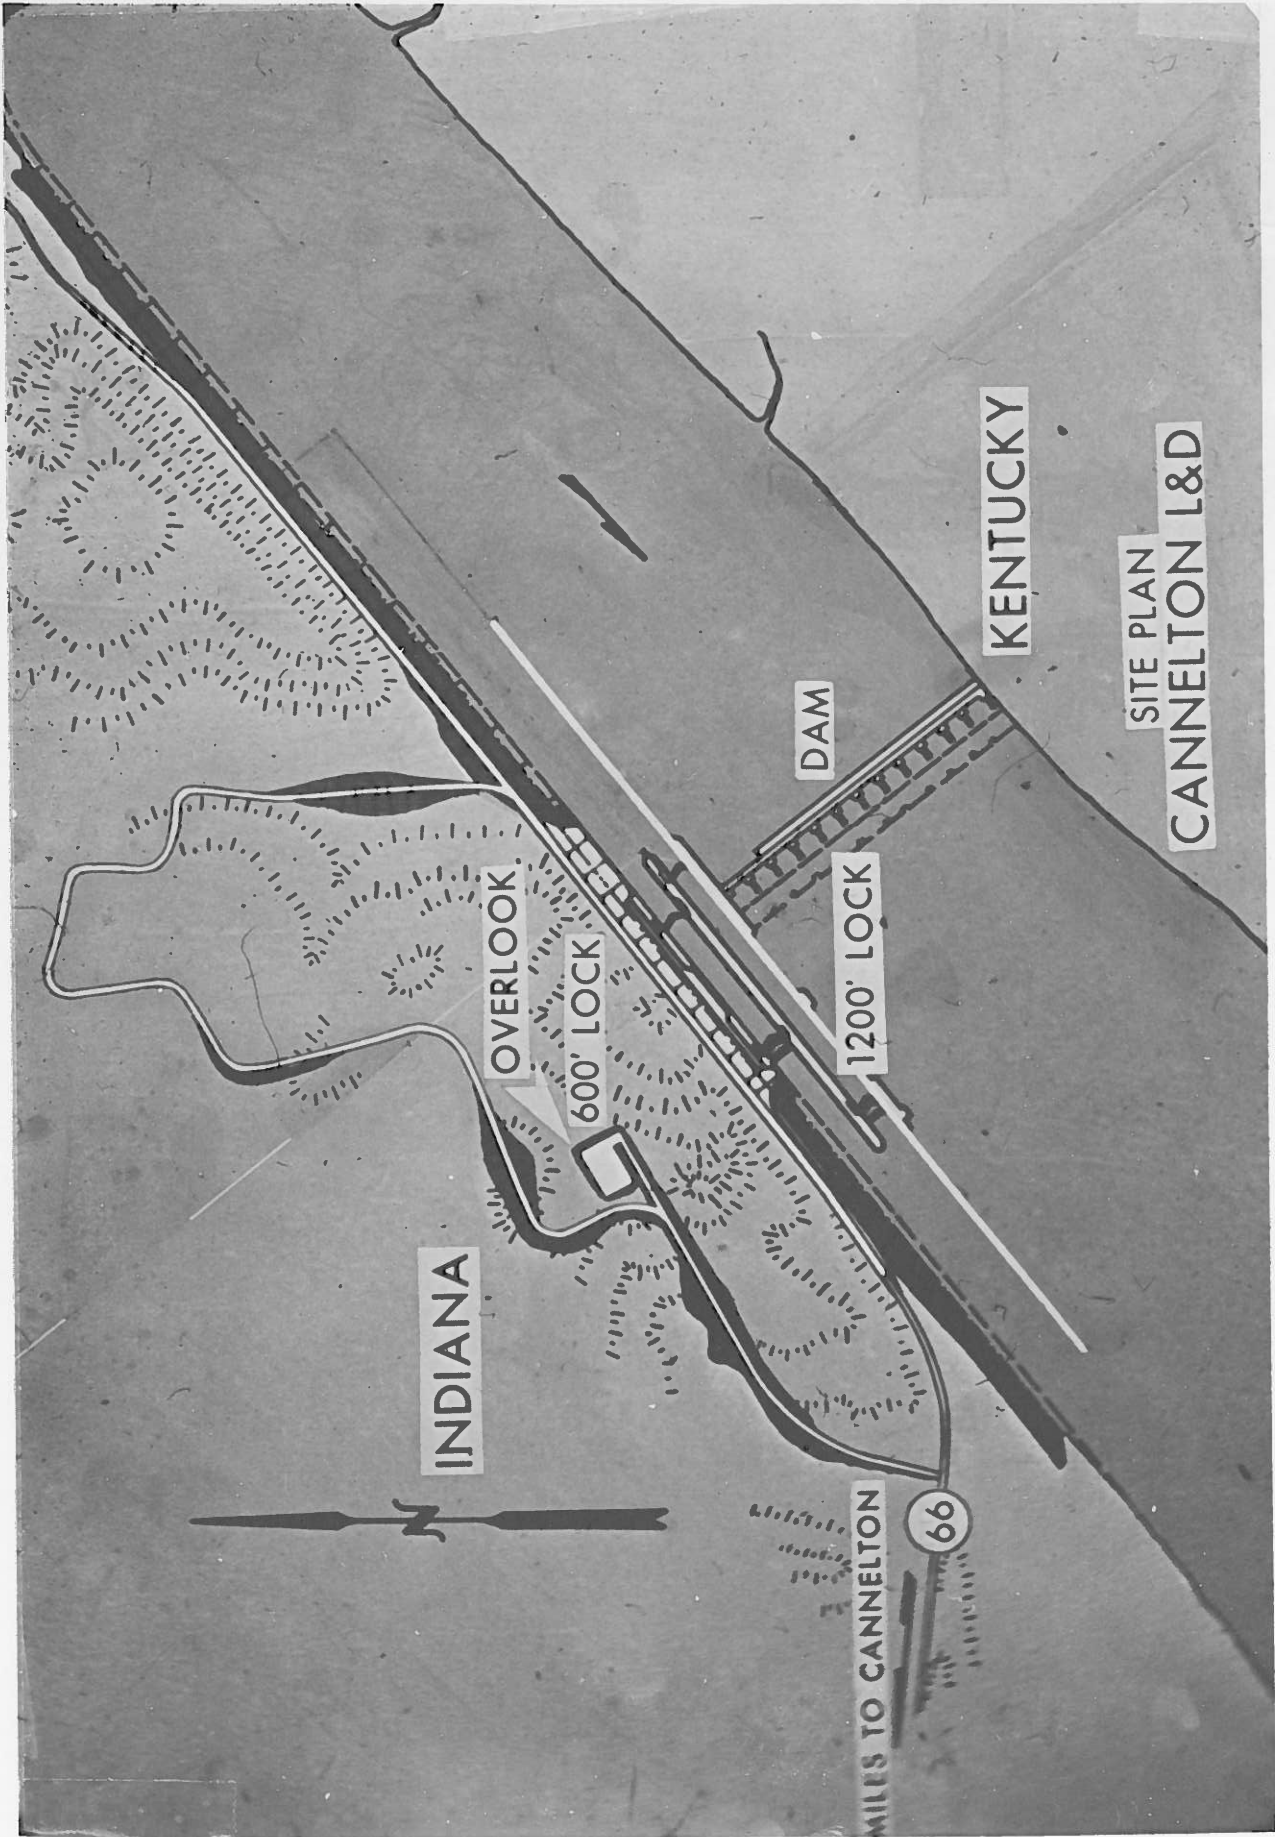 INDIANA
N
OVERLOOK
600' LOCK
DAM
1200' LOCK
KENTUCKY
MILES TO CANNELTON
66
SITE PLAN
CANNELTON L&D